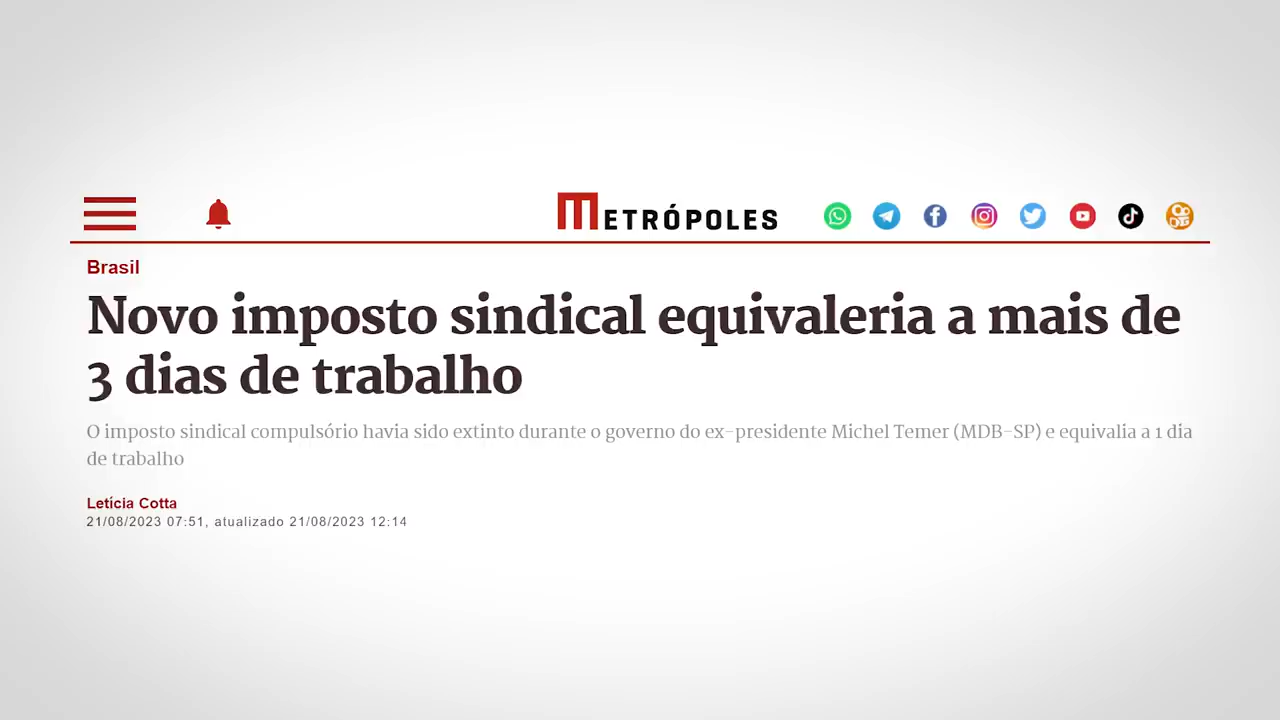 METRÓPOLES
Brasil
Novo imposto sindical equivaleria a mais de
3 dias de trabalho
O imposto sindical compulsório havia sido extinto durante o governo do ex-presidente Michel Temer (MDB-SP) e equivalia a 1 dia
de trabalho
Letícia Cotta
21/08/2023 07:51, atualizado 21/08/2023 12:14